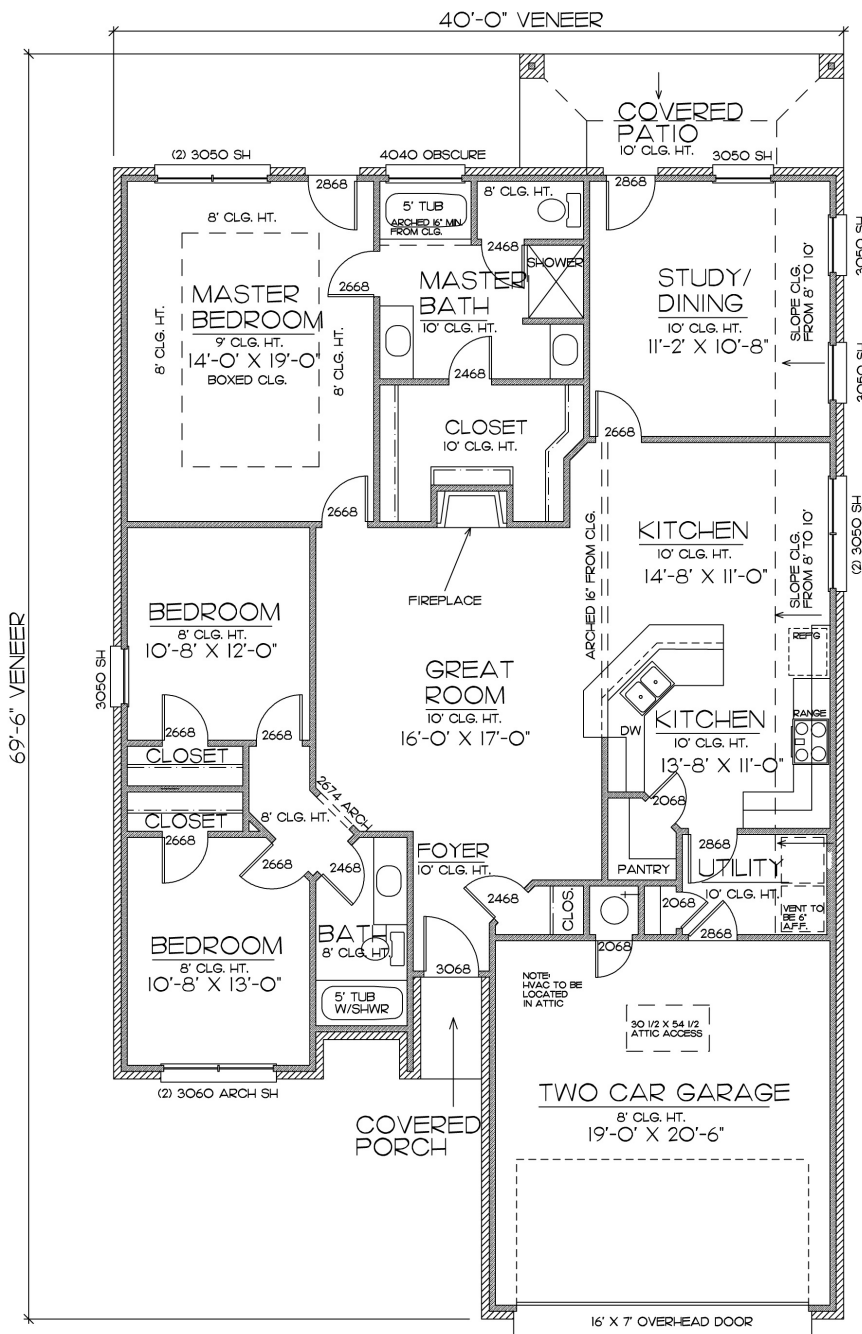 40'-0" VENEER
COVERED
PATIO
10' CLG. HT.
(2) 3050 SH
4040 OBSCURE
3050 SH
2868
8' CLG. HT.
2868
8' CLG. HT.
5' TUB
ARCHED 16" MIN
FROM CLG.
2468
SHOWER
3050 SH
MASTER
BEDROOM
9' CLG. HT.
14'-0" X 19'-0"
BOXED CLG.
8' CLG. HT.
8' CLG. HT.
2668
MASTER
BATH
10' CLG. HT.
2468
STUDY/
DINING
10' CLG. HT.
11'-2" X 10'-8"
SLOPE CLG.
FROM 8' TO 10'
3050 SH
CLOSET
10' CLG. HT.
2668
2668
FIREPLACE
ARCHED 16" FROM CLG.
KITCHEN
10' CLG. HT.
14'-8" X 11'-0"
SLOPE CLG.
FROM 8' TO 10'
(2) 3050 SH
69'-6" VENEER
BEDROOM
8' CLG. HT.
10'-8" X 12'-0"
3050 SH
2668
2668
GREAT
ROOM
10' CLG. HT.
16'-0" X 17'-0"
REFG
DW
KITCHEN
10' CLG. HT.
13'-8" X 11'-0"
RANGE
CLOSET
CLOSET
2674 ARCH
8' CLG. HT.
2068
2668
2668
2468
FOYER
10' CLG. HT.
PANTRY
2868
UTILITY
10' CLG. HT.
2468
CLOS.
2068
VENT TO
BE 6"
A.F.F.
BEDROOM
8' CLG. HT.
10'-8" X 13'-0"
BATH
8' CLG. HT.
3068
2068
2868
5' TUB
W/SHWR
NOTE:
HVAC TO BE
LOCATED
IN ATTIC
30 1/2 X 54 1/2
ATTIC ACCESS
(2) 3060 ARCH SH
COVERED
PORCH
TWO CAR GARAGE
8' CLG. HT.
19'-0" X 20'-6"
16' X 7' OVERHEAD DOOR